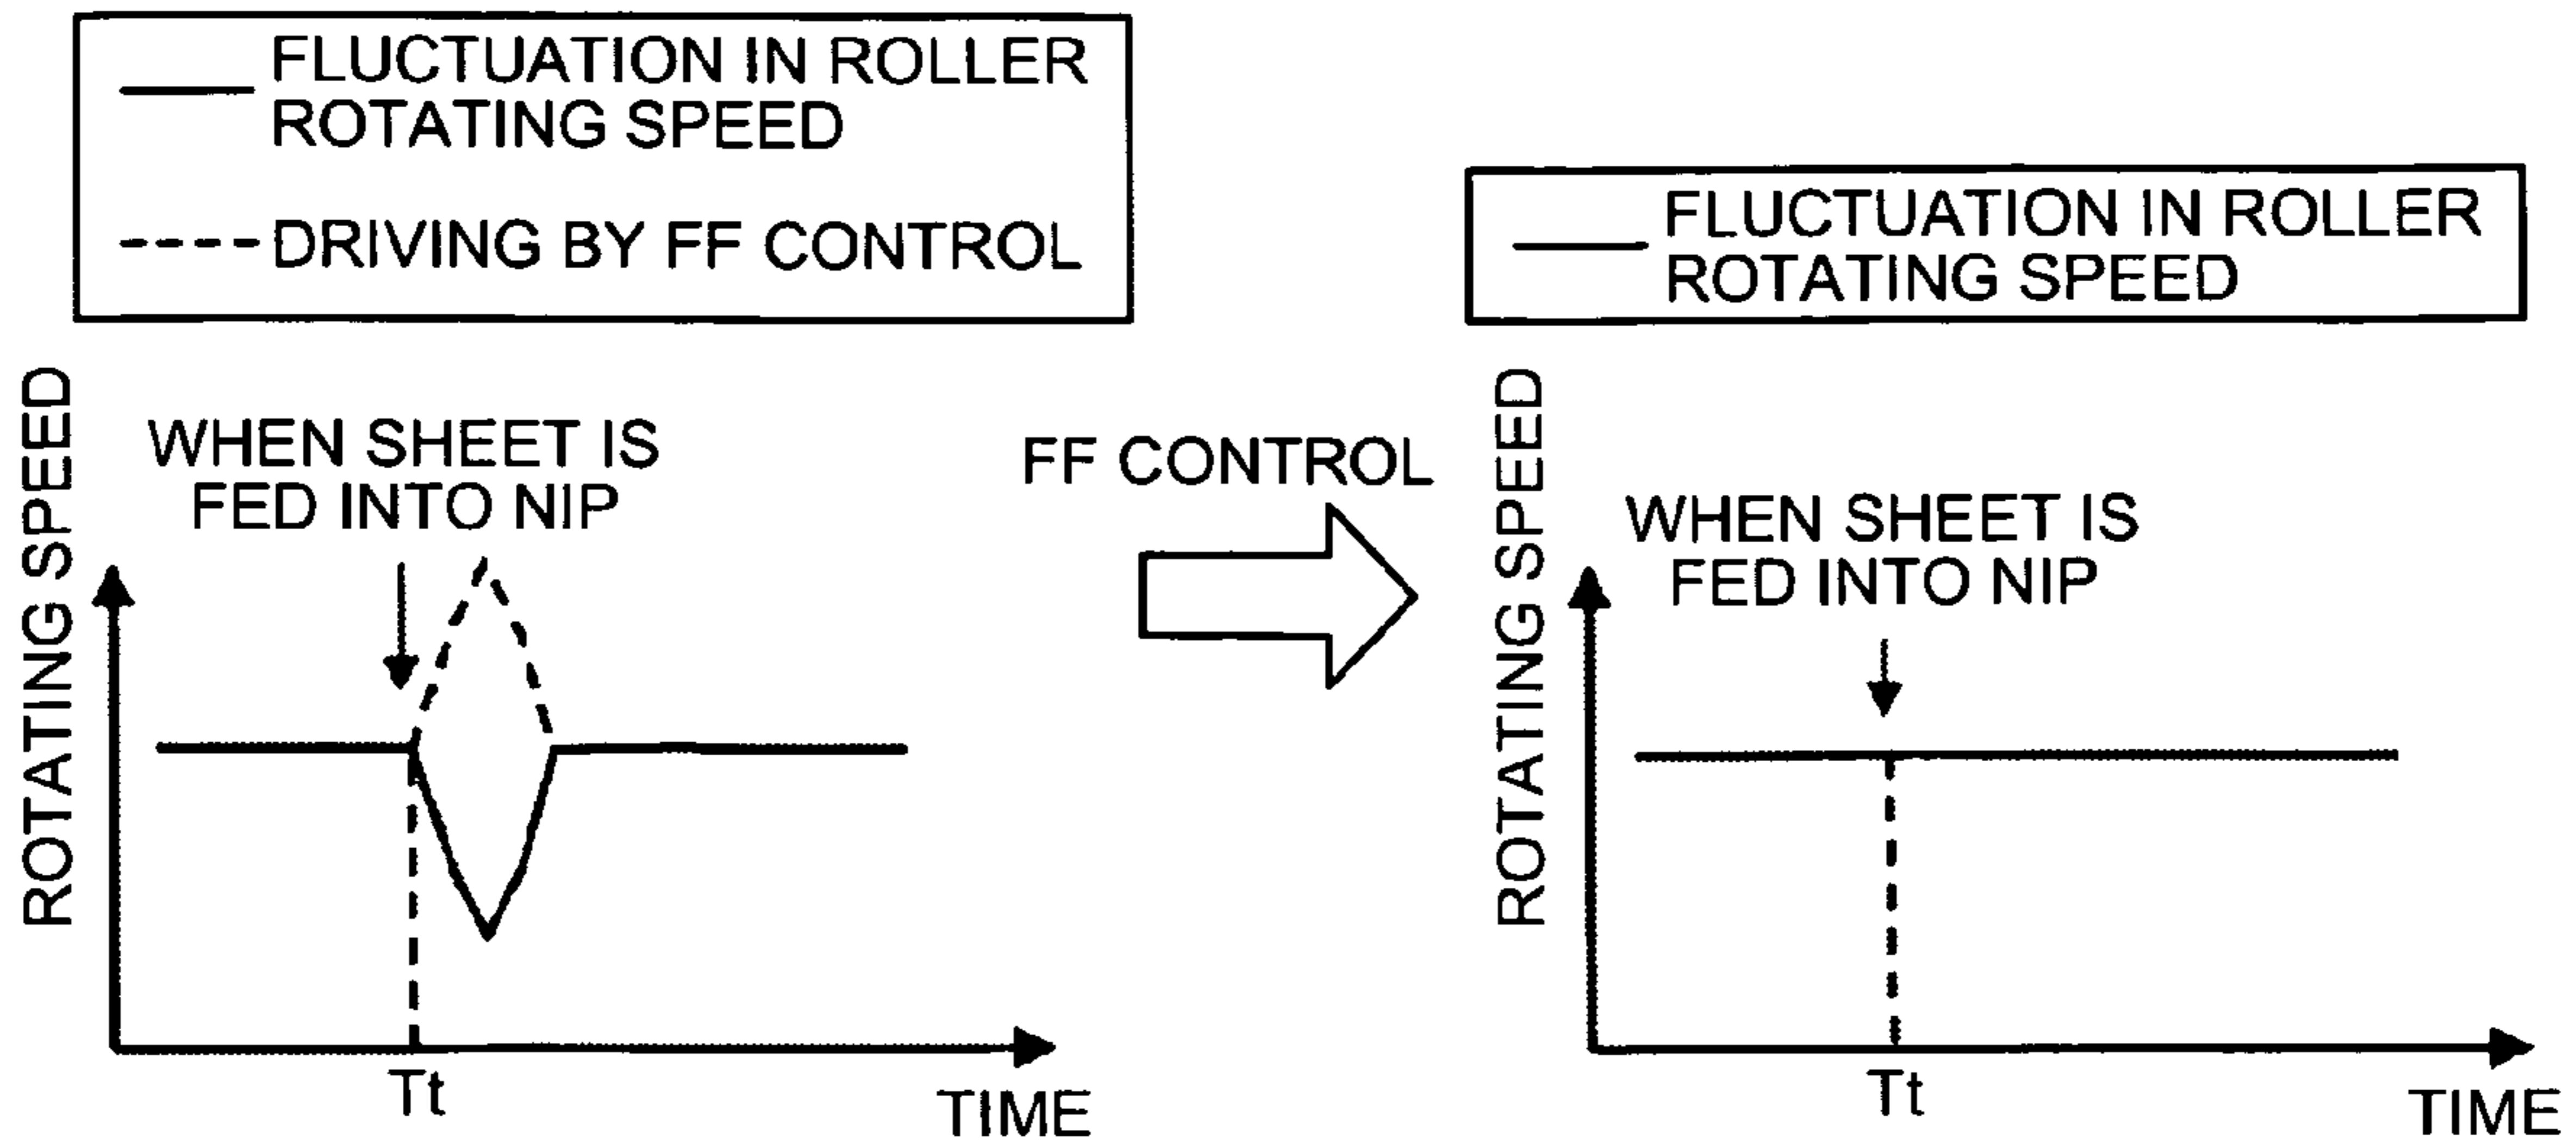 FLUCTUATION IN ROLLER
ROTATING SPEED
DRIVING BY FF CONTROL
ROTATING SPEED
WHEN SHEET IS
FED INTO NIP
Tt
TIME
FF CONTROL
FLUCTUATION IN ROLLER
ROTATING SPEED
ROTATING SPEED
WHEN SHEET IS
FED INTO NIP
Tt
TIME